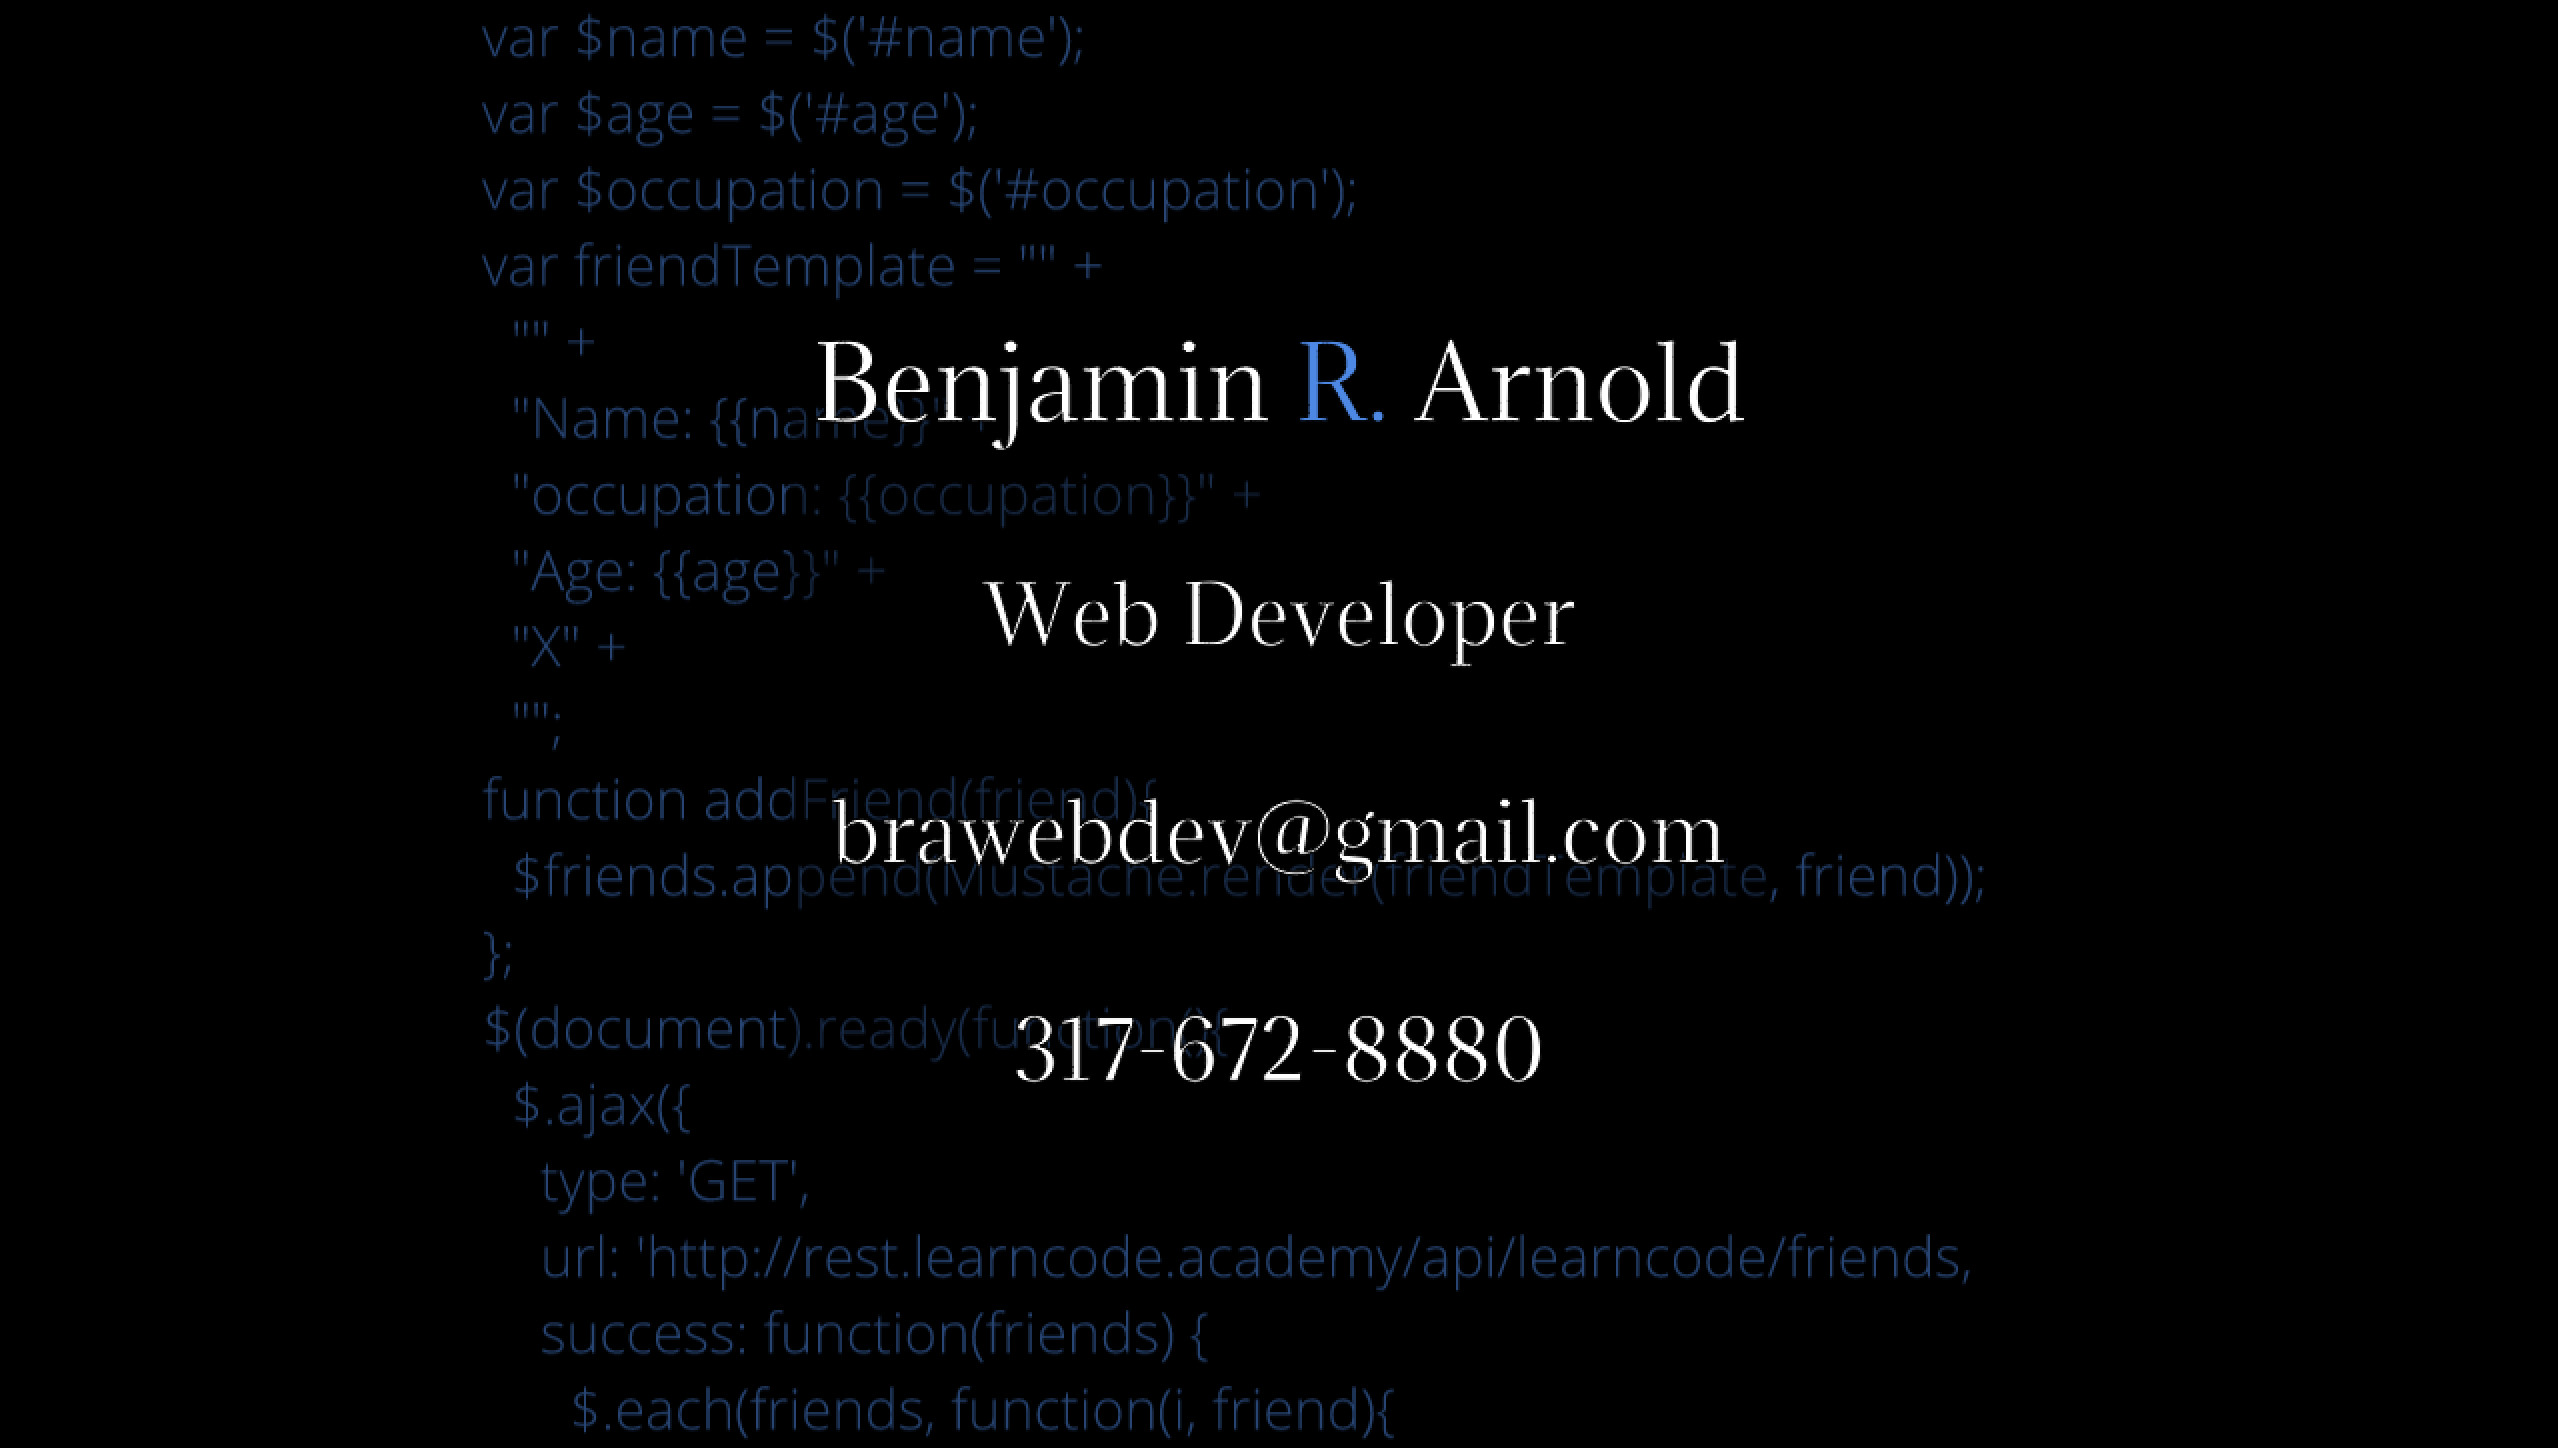 var $name = $('#name');
var $age = $('#age');
var $occupation = $('#occupation');
var friendTemplate = "" +
"" +
Benjamin R. Arnold
"Name: {{name}}" +
"occupation: {{occupation}}" +
"Age: {{age}}" +
Web Developer
"X" +
"";
function addFriend(friend){
brawebdev@gmail.com
$friends.append(Mustache.render(friendTemplate, friend));
};
$(document).ready(function(){
317-672-8880
$.ajax({
type: 'GET',
url: 'http://rest.learncode.academy/api/learncode/friends,
success: function(friends) {
$.each(friends, function(i, friend){